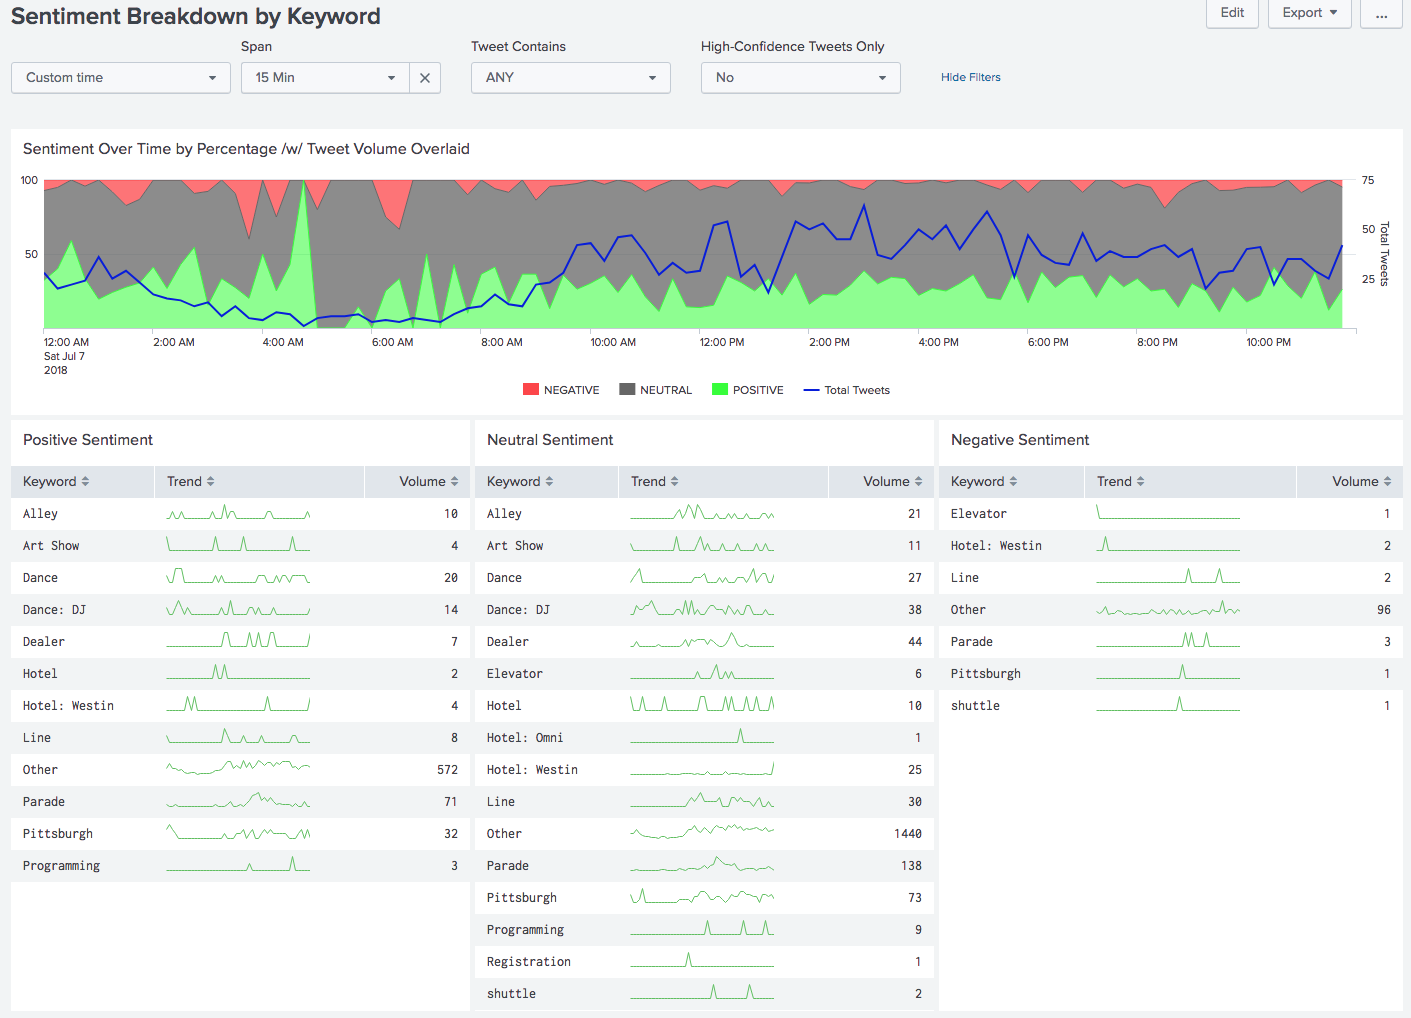 Sentiment Breakdown by Keyword
Edit
Export
...
Span
Tweet Contains
High-Confidence Tweets Only
Custom time
15 Min
ANY
No
Hide Filters
Sentiment Over Time by Percentage /w/ Tweet Volume Overlaid
100
50
75
50
25
Total Tweets
12:00 AM
Sat Jul 7
2018
2:00 AM
4:00 AM
6:00 AM
8:00 AM
10:00 AM
12:00 PM
2:00 PM
4:00 PM
6:00 PM
8:00 PM
10:00 PM
NEGATIVE
NEUTRAL
POSITIVE
Total Tweets
Positive Sentiment
Keyword Trend Volume
Alley 10
Art Show 4
Dance 20
Dance: DJ 14
Dealer 7
Hotel 2
Hotel: Westin 4
Line 8
Other 572
Parade 71
Pittsburgh 32
Programming 3
Neutral Sentiment
Keyword Trend Volume
Alley 21
Art Show 11
Dance 27
Dance: DJ 38
Dealer 44
Elevator 6
Hotel 10
Hotel: Omni 1
Hotel: Westin 25
Line 30
Other 1440
Parade 138
Pittsburgh 73
Programming 9
Registration 1
shuttle 2
Negative Sentiment
Keyword Trend Volume
Elevator 1
Hotel: Westin 2
Line 2
Other 96
Parade 3
Pittsburgh 1
shuttle 1